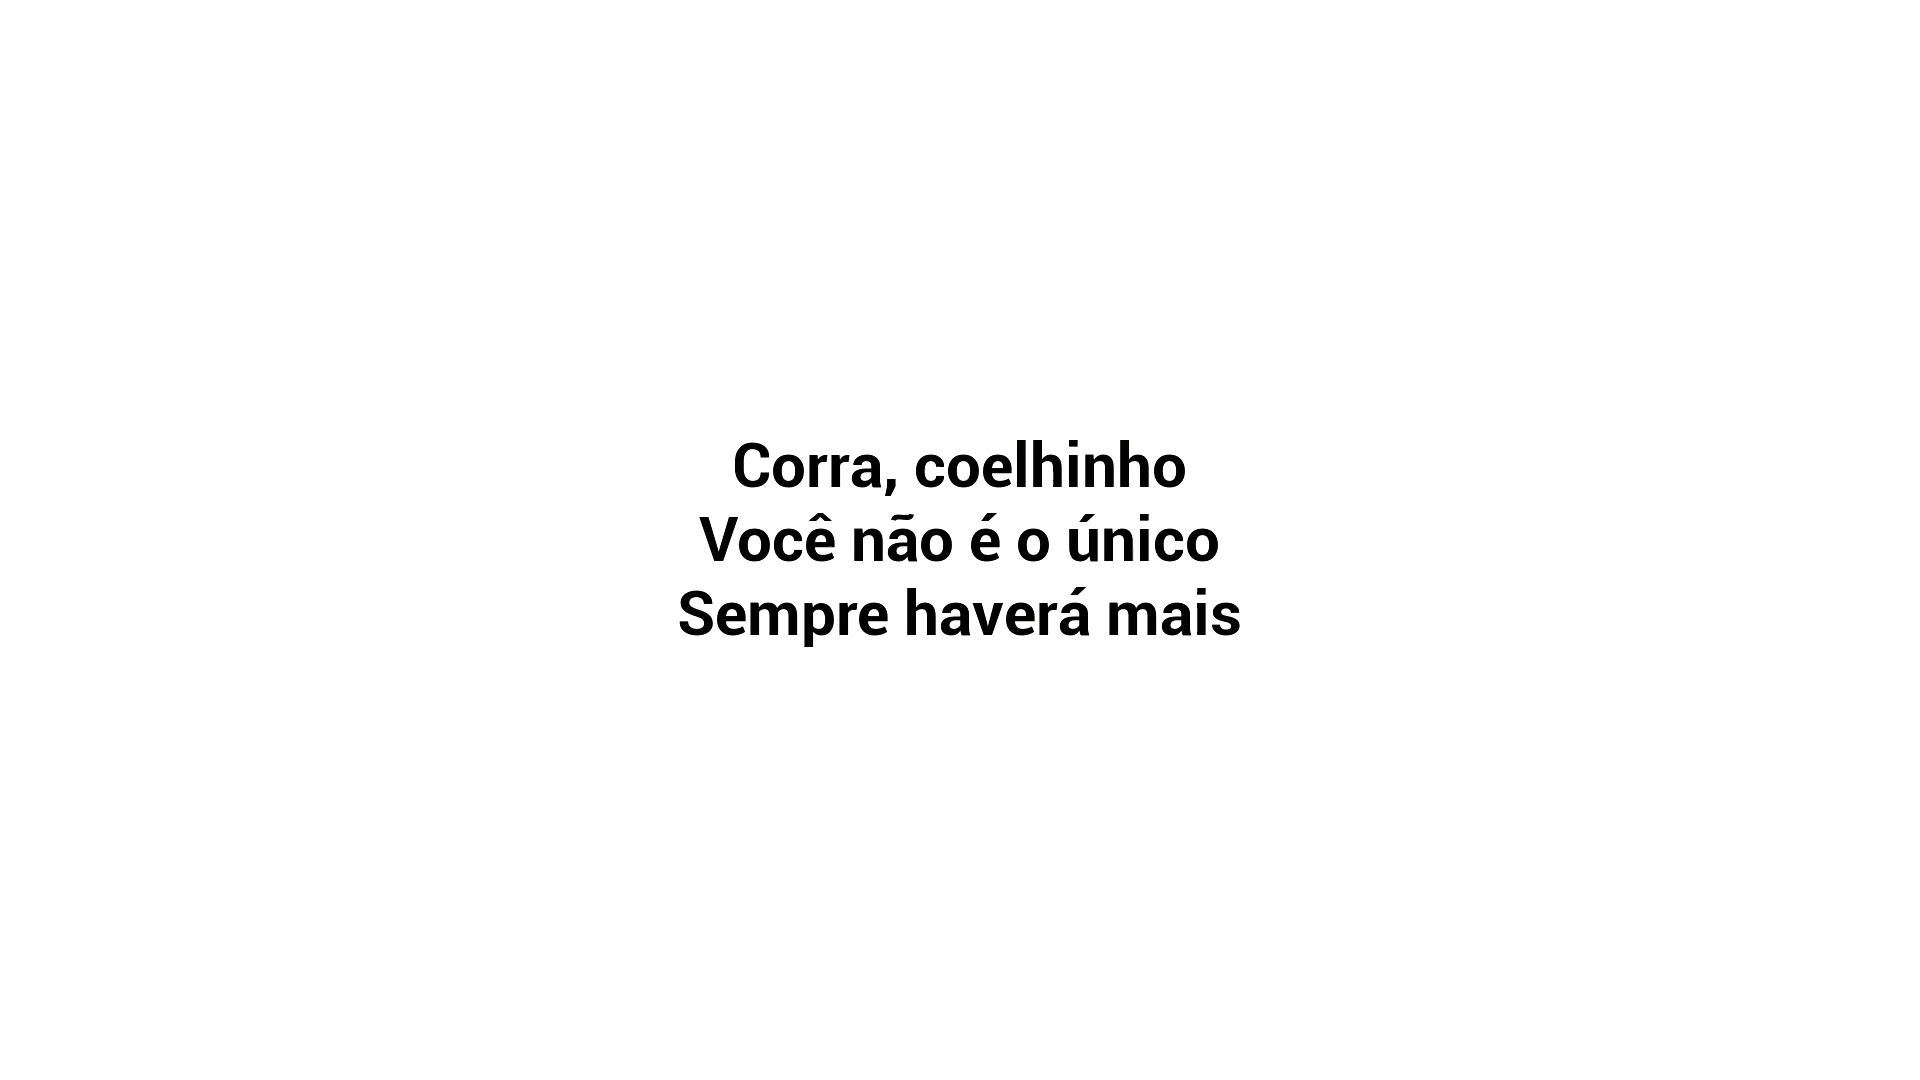 Corra, coelhinho
Você não é o único
Sempre haverá mais